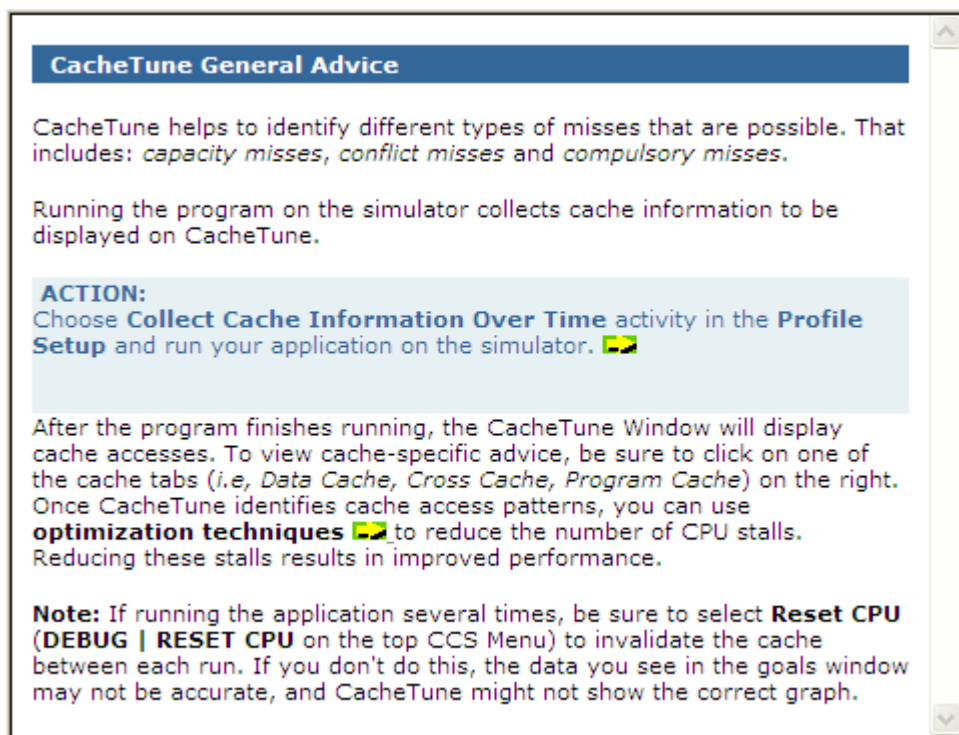 CacheTune General Advice
CacheTune helps to identify different types of misses that are possible. That
includes: capacity misses, conflict misses and compulsory misses.
Running the program on the simulator collects cache information to be
displayed on CacheTune.
ACTION:
Choose Collect Cache Information Over Time activity in the Profile
Setup and run your application on the simulator.
After the program finishes running, the CacheTune Window will display
cache accesses. To view cache-specific advice, be sure to click on one of
the cache tabs (i.e, Data Cache, Cross Cache, Program Cache) on the right.
Once CacheTune identifies cache access patterns, you can use
optimization techniques to reduce the number of CPU stalls.
Reducing these stalls results in improved performance.
Note: If running the application several times, be sure to select Reset CPU
(DEBUG | RESET CPU on the top CCS Menu) to invalidate the cache
between each run. If you don't do this, the data you see in the goals window
may not be accurate, and CacheTune might not show the correct graph.